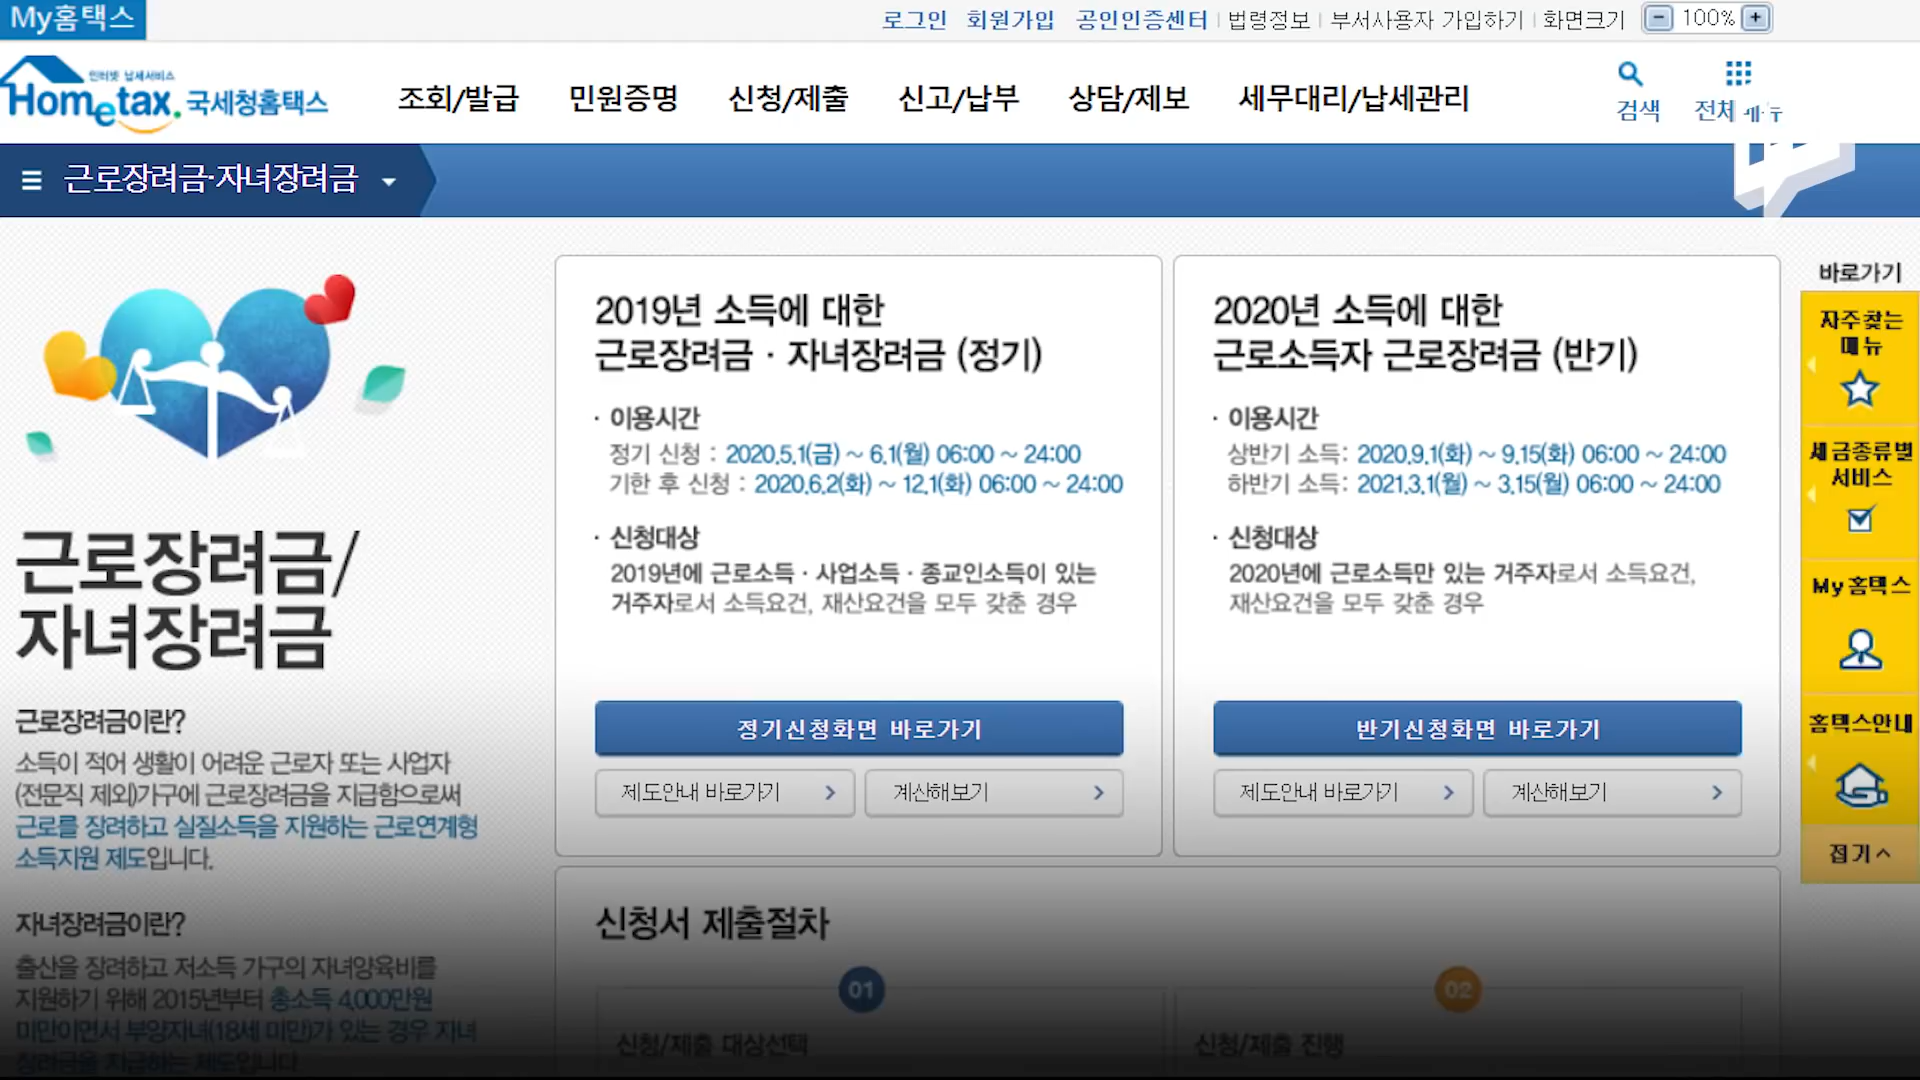 My홈택스
로그인 회원가입 공인인증센터 법령정보 부서사용자 가입하기 화면크기 100%
인터넷 납세서비스
Hometax. 국세청홈택스
조회/발급 민원증명 신청/제출 신고/납부 상담/제보 세무대리/납세관리
검색 전체
근로장려금·자녀장려금
근로장려금/
자녀장려금
근로장려금이란?
소득이 적어 생활이 어려운 근로자 또는 사업자
(전문직 제외)가구에 근로장려금을 지급함으로써
근로를 장려하고 실질소득을 지원하는 근로연계형
소득지원 제도입니다.
자녀장려금이란?
출산을 장려하고 저소득 가구의 자녀양육비를
지원하기 위해 2015년부터 총소득 4,000만원
미만이면서 부양자녀(18세 미만)가 있는 경우 자녀
장려금을 지급하는 제도입니다.
2019년 소득에 대한
근로장려금 · 자녀장려금 (정기)
· 이용시간
정기 신청 : 2020.5.1(금) ~ 6.1(월) 06:00 ~ 24:00
기한 후 신청 : 2020.6.2(화) ~ 12.1(화) 06:00 ~ 24:00
· 신청대상
2019년에 근로소득 · 사업소득 · 종교인소득이 있는
거주자로서 소득요건, 재산요건을 모두 갖춘 경우
정기신청화면 바로가기
제도안내 바로가기 계산해보기
2020년 소득에 대한
근로소득자 근로장려금 (반기)
· 이용시간
상반기 소득: 2020.9.1(화) ~ 9.15(화) 06:00 ~ 24:00
하반기 소득: 2021.3.1(월) ~ 3.15(월) 06:00 ~ 24:00
· 신청대상
2020년에 근로소득만 있는 거주자로서 소득요건,
재산요건을 모두 갖춘 경우
반기신청화면 바로가기
제도안내 바로가기 계산해보기
신청서 제출절차
01
신청/제출 대상선택
02
신청/제출 진행
바로가기
자주찾는
메뉴
세금종류별
서비스
My홈택스
홈택스안내
접기